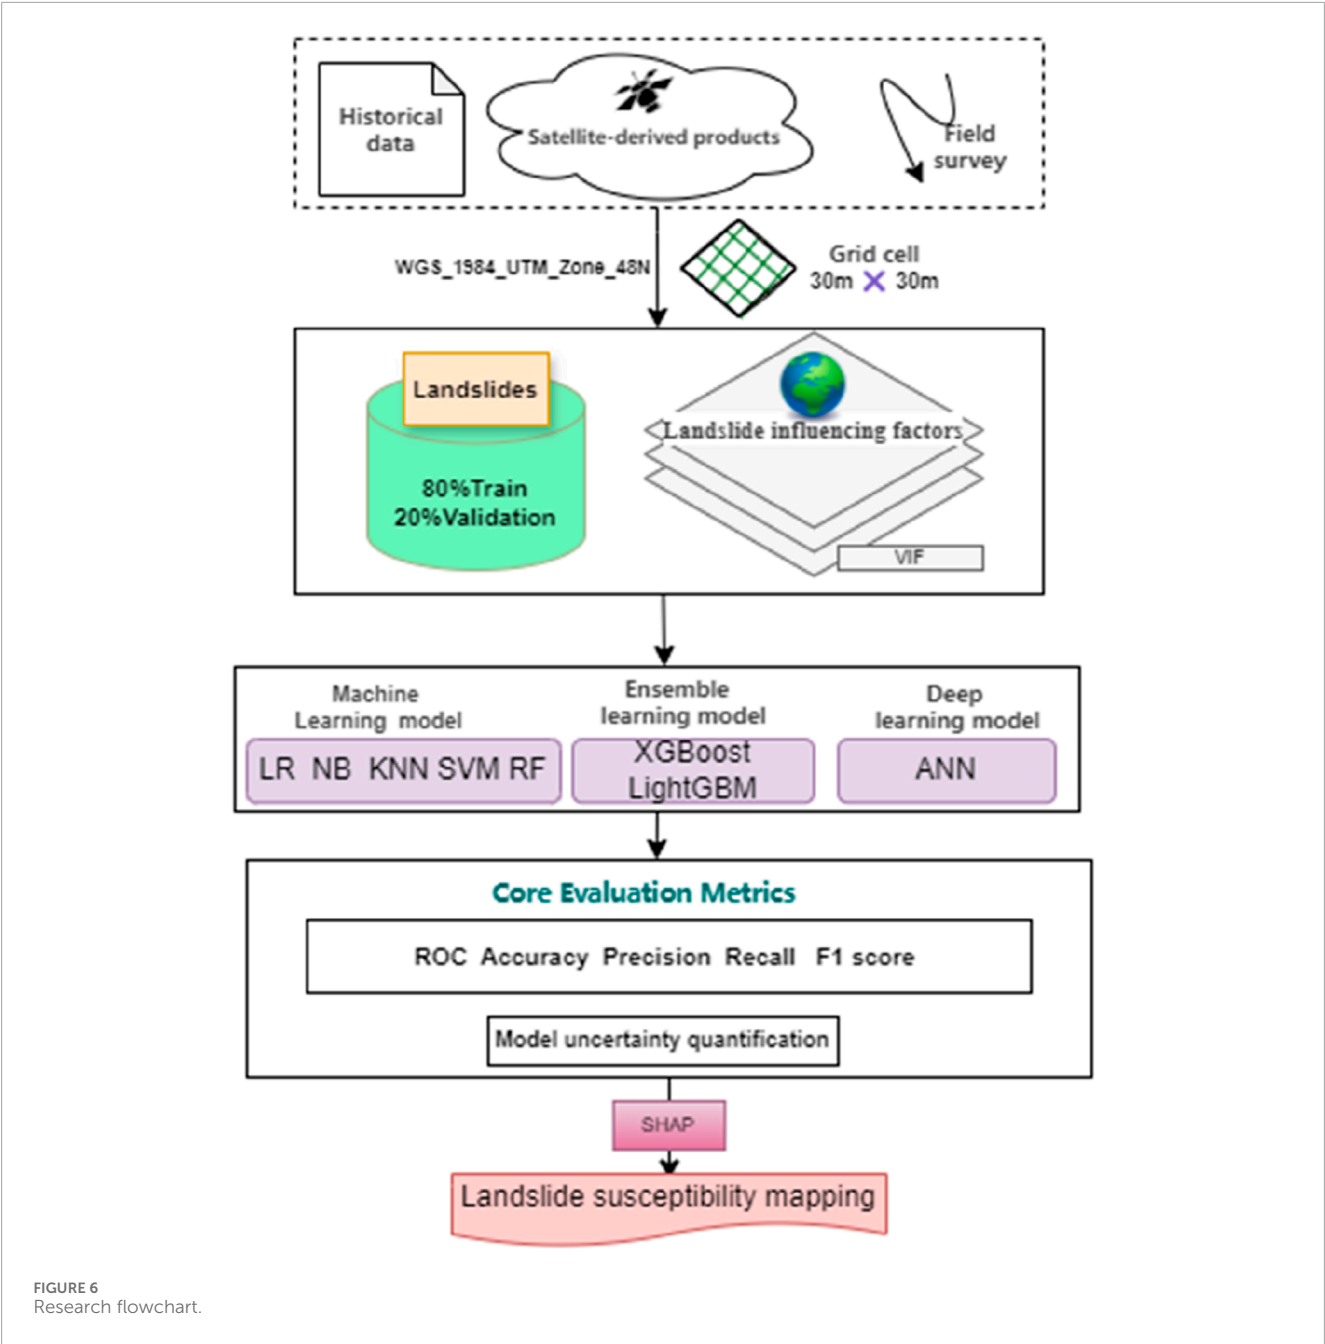 Historical
data
Satellite-derived products
Field
survey
WGS_1984_UTM_Zone_48N
Grid cell
30m ✕ 30m
Landslides
80%Train
20%Validation
Landslide influencing factors
VIF
Machine
Learning model
Ensemble
learning model
Deep
learning model
LR NB KNN SVM RF
XGBoost
LightGBM
ANN
Core Evaluation Metrics
ROC Accuracy Precision Recall F1 score
Model uncertainty quantification
SHAP
Landslide susceptibility mapping
FIGURE 6
Research flowchart.